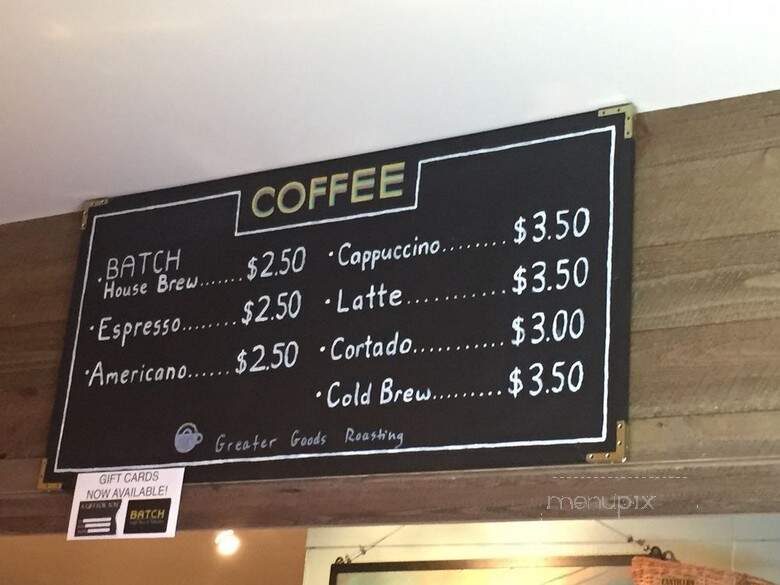 COFFEE
·BATCH
House Brew.......$2.50
·Espresso........$2.50
·Americano......$2.50
·Cappuccino........$3.50
·Latte............$3.50
·Cortado...........$3.00
·Cold Brew.........$3.50
Greater Goods Roasting
GIFT CARDS
NOW AVAILABLE!
BATCH
menupix